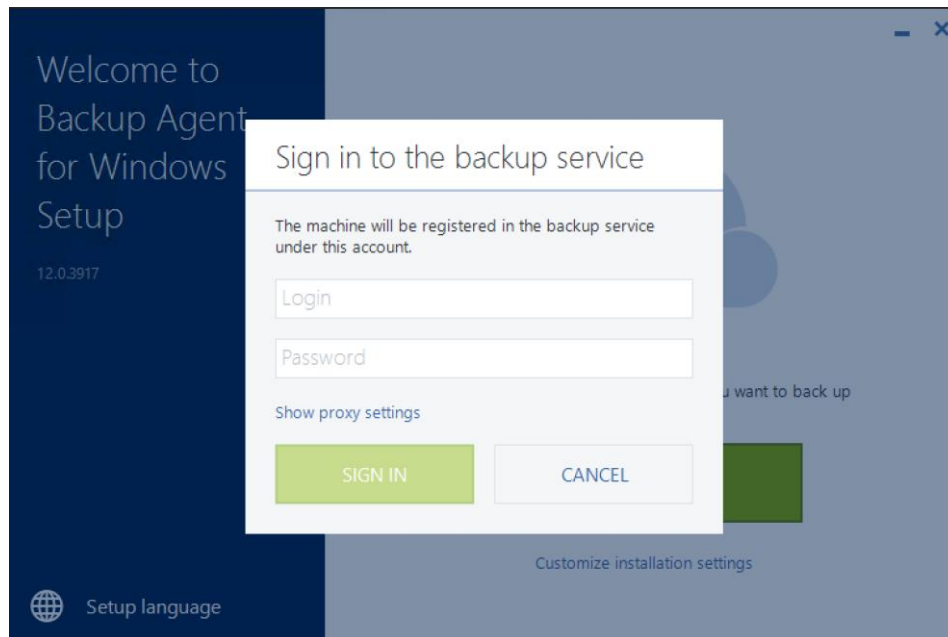 Welcome to
Backup Agent
for Windows
Setup
12.0.3917
Sign in to the backup service
The machine will be registered in the backup service
under this account.
Login
Password
Show proxy settings
SIGN IN
CANCEL
want to back up
Customize installation settings
Setup language